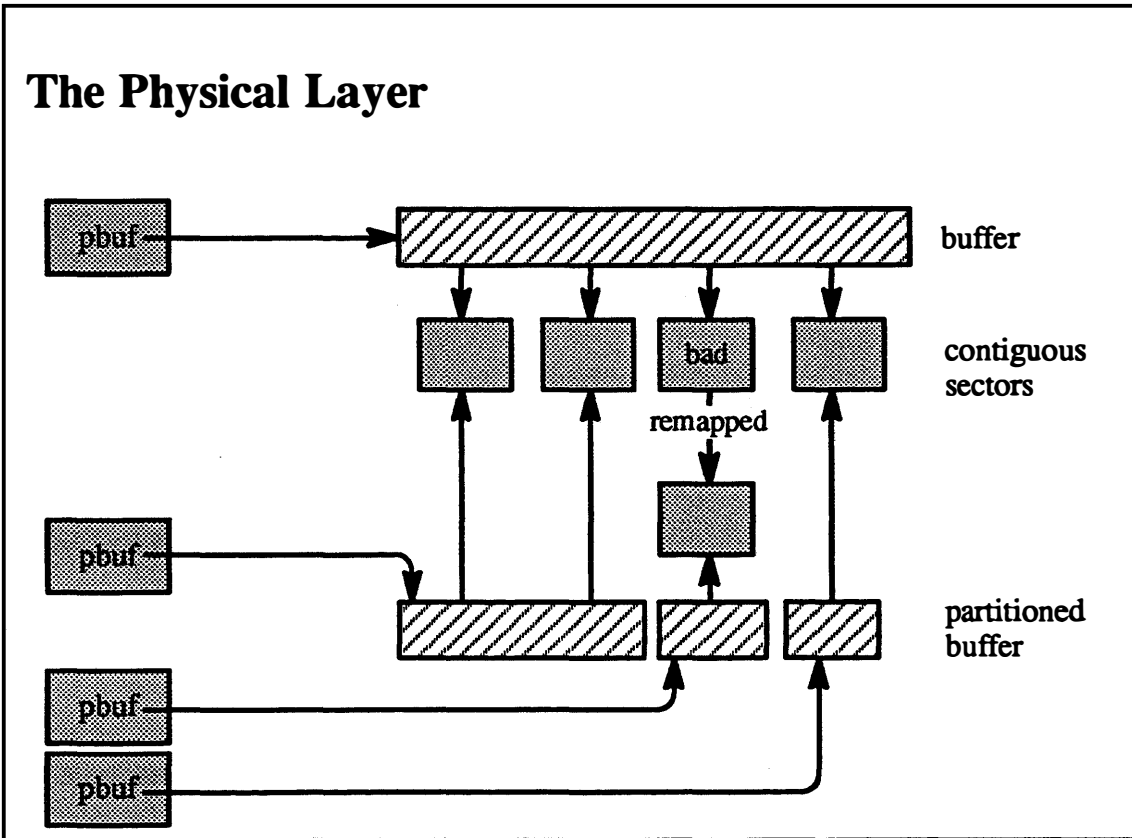 The Physical Layer
pbuf
buffer
bad
contiguous
sectors
remapped
pbuf
partitioned
buffer
pbuf
pbuf